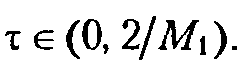 τ ∈ (0, 2/M₁).